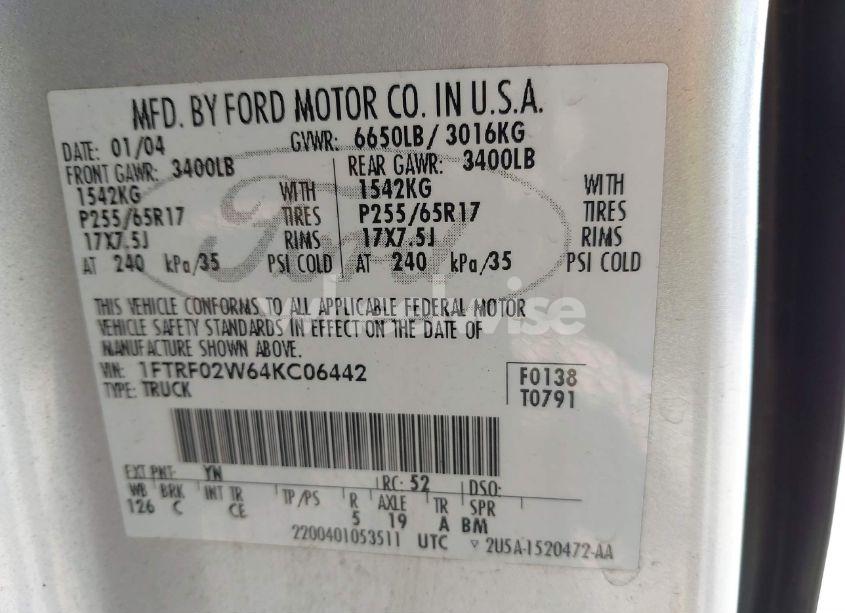 MFD. BY FORD MOTOR CO. IN U.S.A.
DATE: 01/04 GVWR: 6650LB/ 3016KG
FRONT GAWR: 3400LB REAR GAWR: 3400LB
1542KG WITH 1542KG WITH
P255/65R17 TIRES P255/65R17 TIRES
17X7.5J RIMS 17X7.5J RIMS
AT 240 kPa/35 PSI COLD AT 240 kPa/35 PSI COLD
THIS VEHICLE CONFORMS TO ALL APPLICABLE FEDERAL MOTOR
VEHICLE SAFETY STANDARDS IN EFFECT ON THE DATE OF
MANUFACTURE SHOWN ABOVE.
VIN: 1FTRF02W64KC06442 F0138
TYPE: TRUCK T0791
EXT PNT: YN RC: 52 DSO:
WB BRK INT TR TP/PS R AXLE TR SPR
126 C CE 5 19 A BM
2200401053511 UTC ▽ 2U5A-1520472-AA